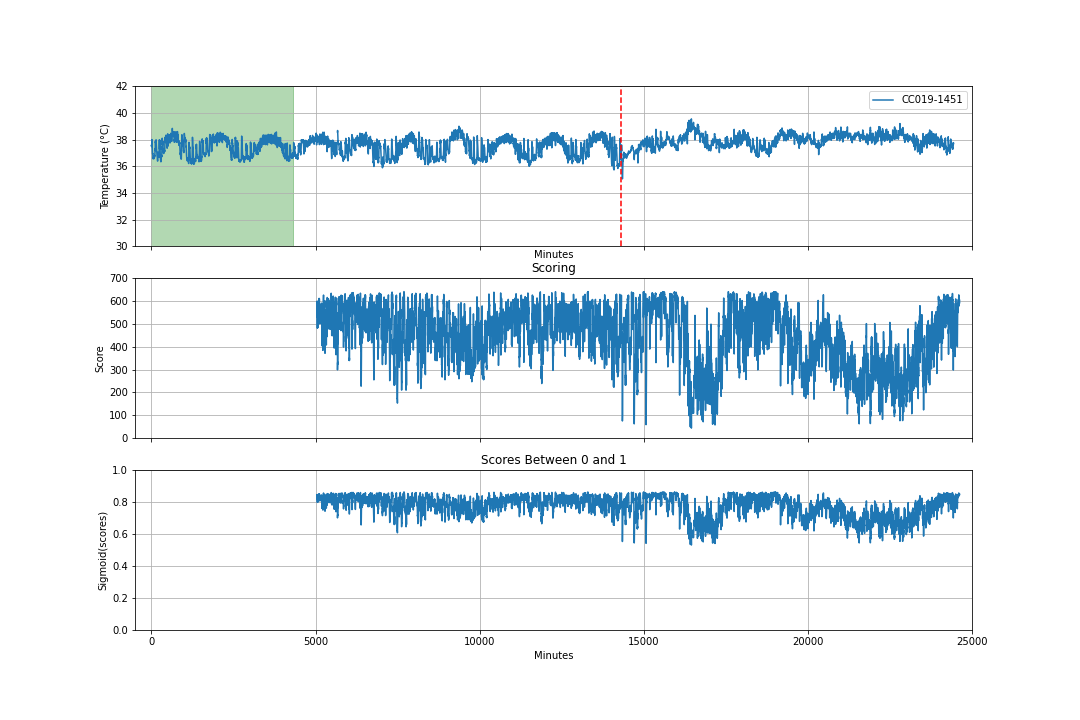 42
40
38
36
34
32
30
Temperature (°C)
CC019-1451
Minutes
Scoring
700
600
500
400
300
200
100
0
Score
Scores Between 0 and 1
1.0
0.8
0.6
0.4
0.2
0.0
Sigmoid(scores)
0 5000 10000 15000 20000 25000
Minutes